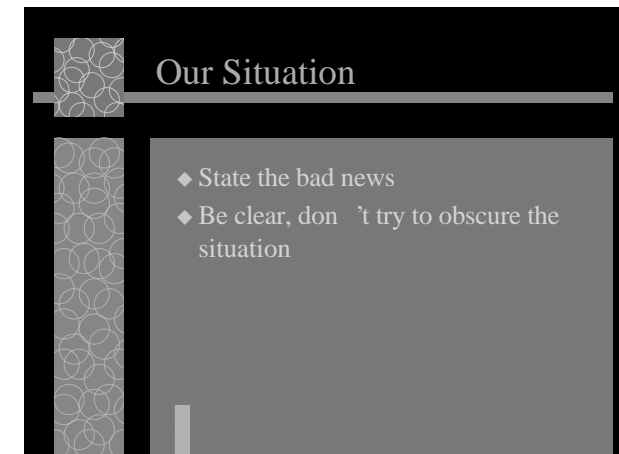 Our Situation
◆ State the bad news
◆ Be clear, don ’t try to obscure the
situation